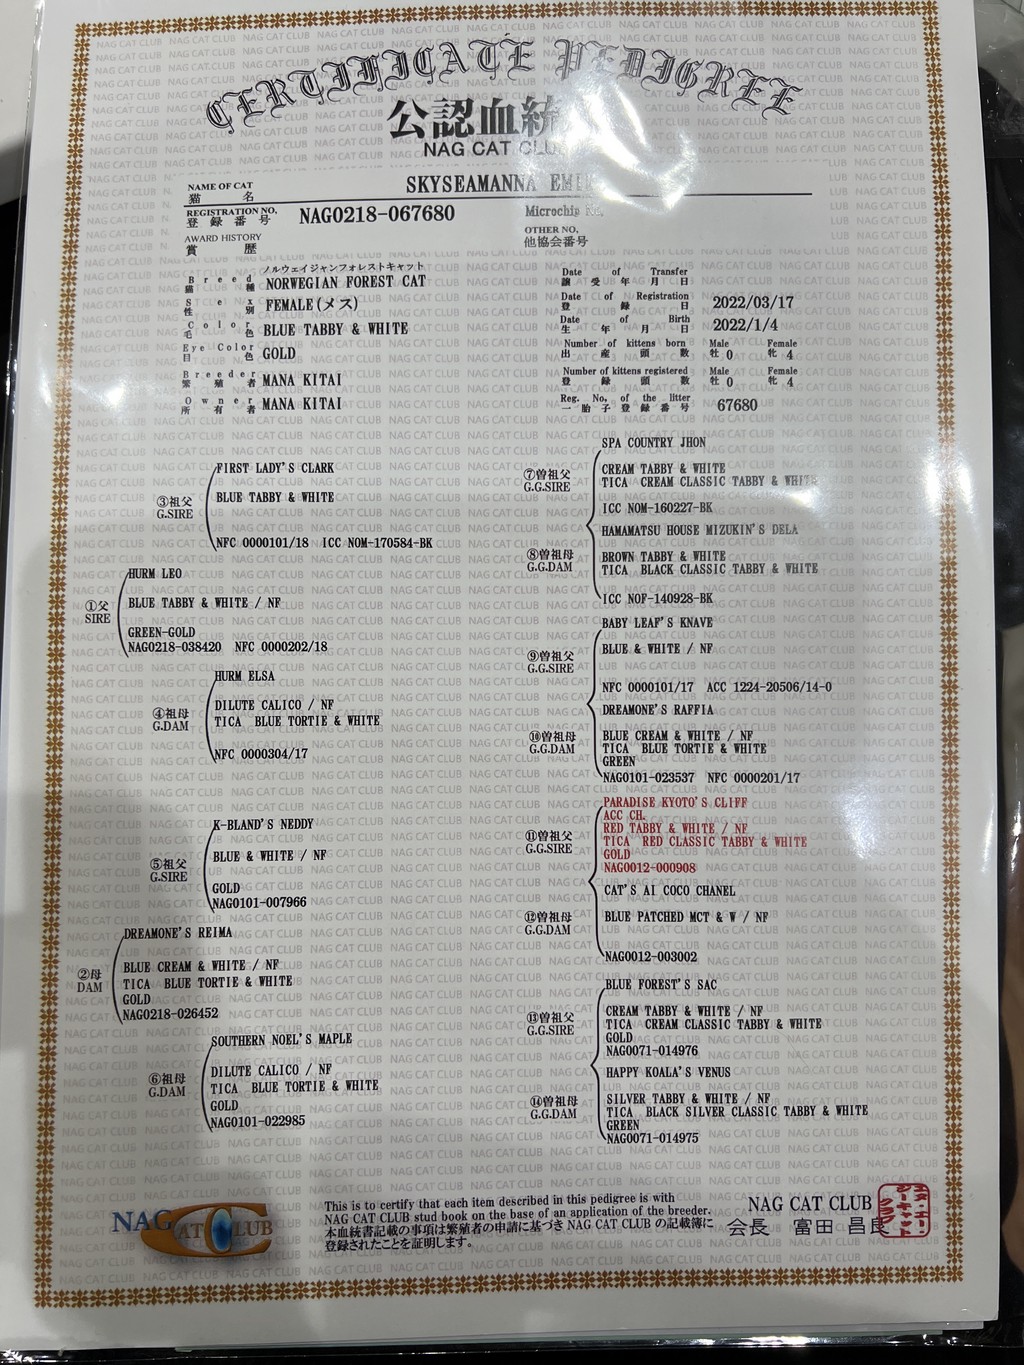 CERTIFICATE PEDIGREE
公認血統
NAG CAT CLUB
NAME OF CAT
猫名
SKYSEAMANNA
REGISTRATION NO.
登録番号
NAG0218-067680
Microchip
OTHER NO.
他協会番号
AWARD HISTORY
賞歴
ノルウェイジャンフォレストキャット
Breed
猫種
NORWEGIAN FOREST CAT
Sex
性別
FEMALE(メス)
Color
毛色
BLUE TABBY & WHITE
Eye Color
目色
GOLD
Breeder
繁殖者
MANA KITAI
Owner
所有者
MANA KITAI
Date of Transfer
譲受年月日
Date of Registration
登録日
2022/03/17
Date of Birth
生年月日
2022/1/4
Number of kittens born
出産頭数
Male Female
牡 0 牝 4
Number of kittens registered
登録頭数
Male Female
牡 0 牝 4
Reg. No. of the litter
一胎子登録番号
67680
③祖父
G.SIRE
FIRST LADY'S CLARK
BLUE TABBY & WHITE
NFC 0000101/18 ICC NOM-170584-BK
①父
SIRE
HURM LEO
BLUE TABBY & WHITE / NF
GREEN-GOLD
NAG0218-038420 NFC 0000202/18
④祖母
G.DAM
HURM ELSA
DILUTE CALICO / NF
TICA BLUE TORTIE & WHITE
NFC 0000304/17
⑤祖父
G.SIRE
K-BLAND'S NEDDY
BLUE & WHITE / NF
GOLD
NAG0101-007966
②母
DAM
DREAMONE'S REIMA
BLUE CREAM & WHITE / NF
TICA BLUE TORTIE & WHITE
GOLD
NAG0218-026452
⑥祖母
G.DAM
SOUTHERN NOEL'S MAPLE
DILUTE CALICO / NF
TICA BLUE TORTIE & WHITE
GOLD
NAG0101-022985
⑦曽祖父
G.G.SIRE
SPA COUNTRY JHON
CREAM TABBY & WHITE
TICA CREAM CLASSIC TABBY & WHITE
ICC NOM-160227-BK
⑧曽祖母
G.G.DAM
HAMAMATSU HOUSE MIZUKIN'S DELA
BROWN TABBY & WHITE
TICA BLACK CLASSIC TABBY & WHITE
ICC NOF-140928-BK
⑨曽祖父
G.G.SIRE
BABY LEAF'S KNAVE
BLUE & WHITE / NF
NFC 0000101/17 ACC 1224-20506/14-0
⑩曽祖母
G.G.DAM
DREAMONE'S RAFFIA
BLUE CREAM & WHITE / NF
TICA BLUE TORTIE & WHITE
GREEN
NAG0101-023537 NFC 0000201/17
⑪曽祖父
G.G.SIRE
PARADISE KYOTO'S CLIFF
ACC CH.
RED TABBY & WHITE / NF
TICA RED CLASSIC TABBY & WHITE
GOLD
NAG0012-000908
⑫曽祖母
G.G.DAM
CAT'S AI COCO CHANEL
BLUE PATCHED MCT & W / NF
NAG0012-003002
⑬曽祖父
G.G.SIRE
BLUE FOREST'S SAC
CREAM TABBY & WHITE / NF
TICA CREAM CLASSIC TABBY & WHITE
GOLD
NAG0071-014976
⑭曽祖母
G.G.DAM
HAPPY KOALA'S VENUS
SILVER TABBY & WHITE / NF
TICA BLACK SILVER CLASSIC TABBY & WHITE
GREEN
NAG0071-014975
NAG CAT CLUB
This is to certify that each item described in this pedigree is with
NAG CAT CLUB stud book on the base of an application of the breeder.
本血統書記載の事項は繁殖者の申請に基づき NAG CAT CLUB の記載簿に
登録されたことを証明します。
NAG CAT CLUB
会長 富田 昌良